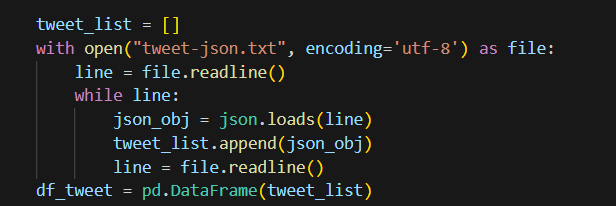 tweet_list = []
with open("tweet-json.txt", encoding='utf-8') as file:
    line = file.readline()
    while line:
        json_obj = json.loads(line)
        tweet_list.append(json_obj)
        line = file.readline()
df_tweet = pd.DataFrame(tweet_list)